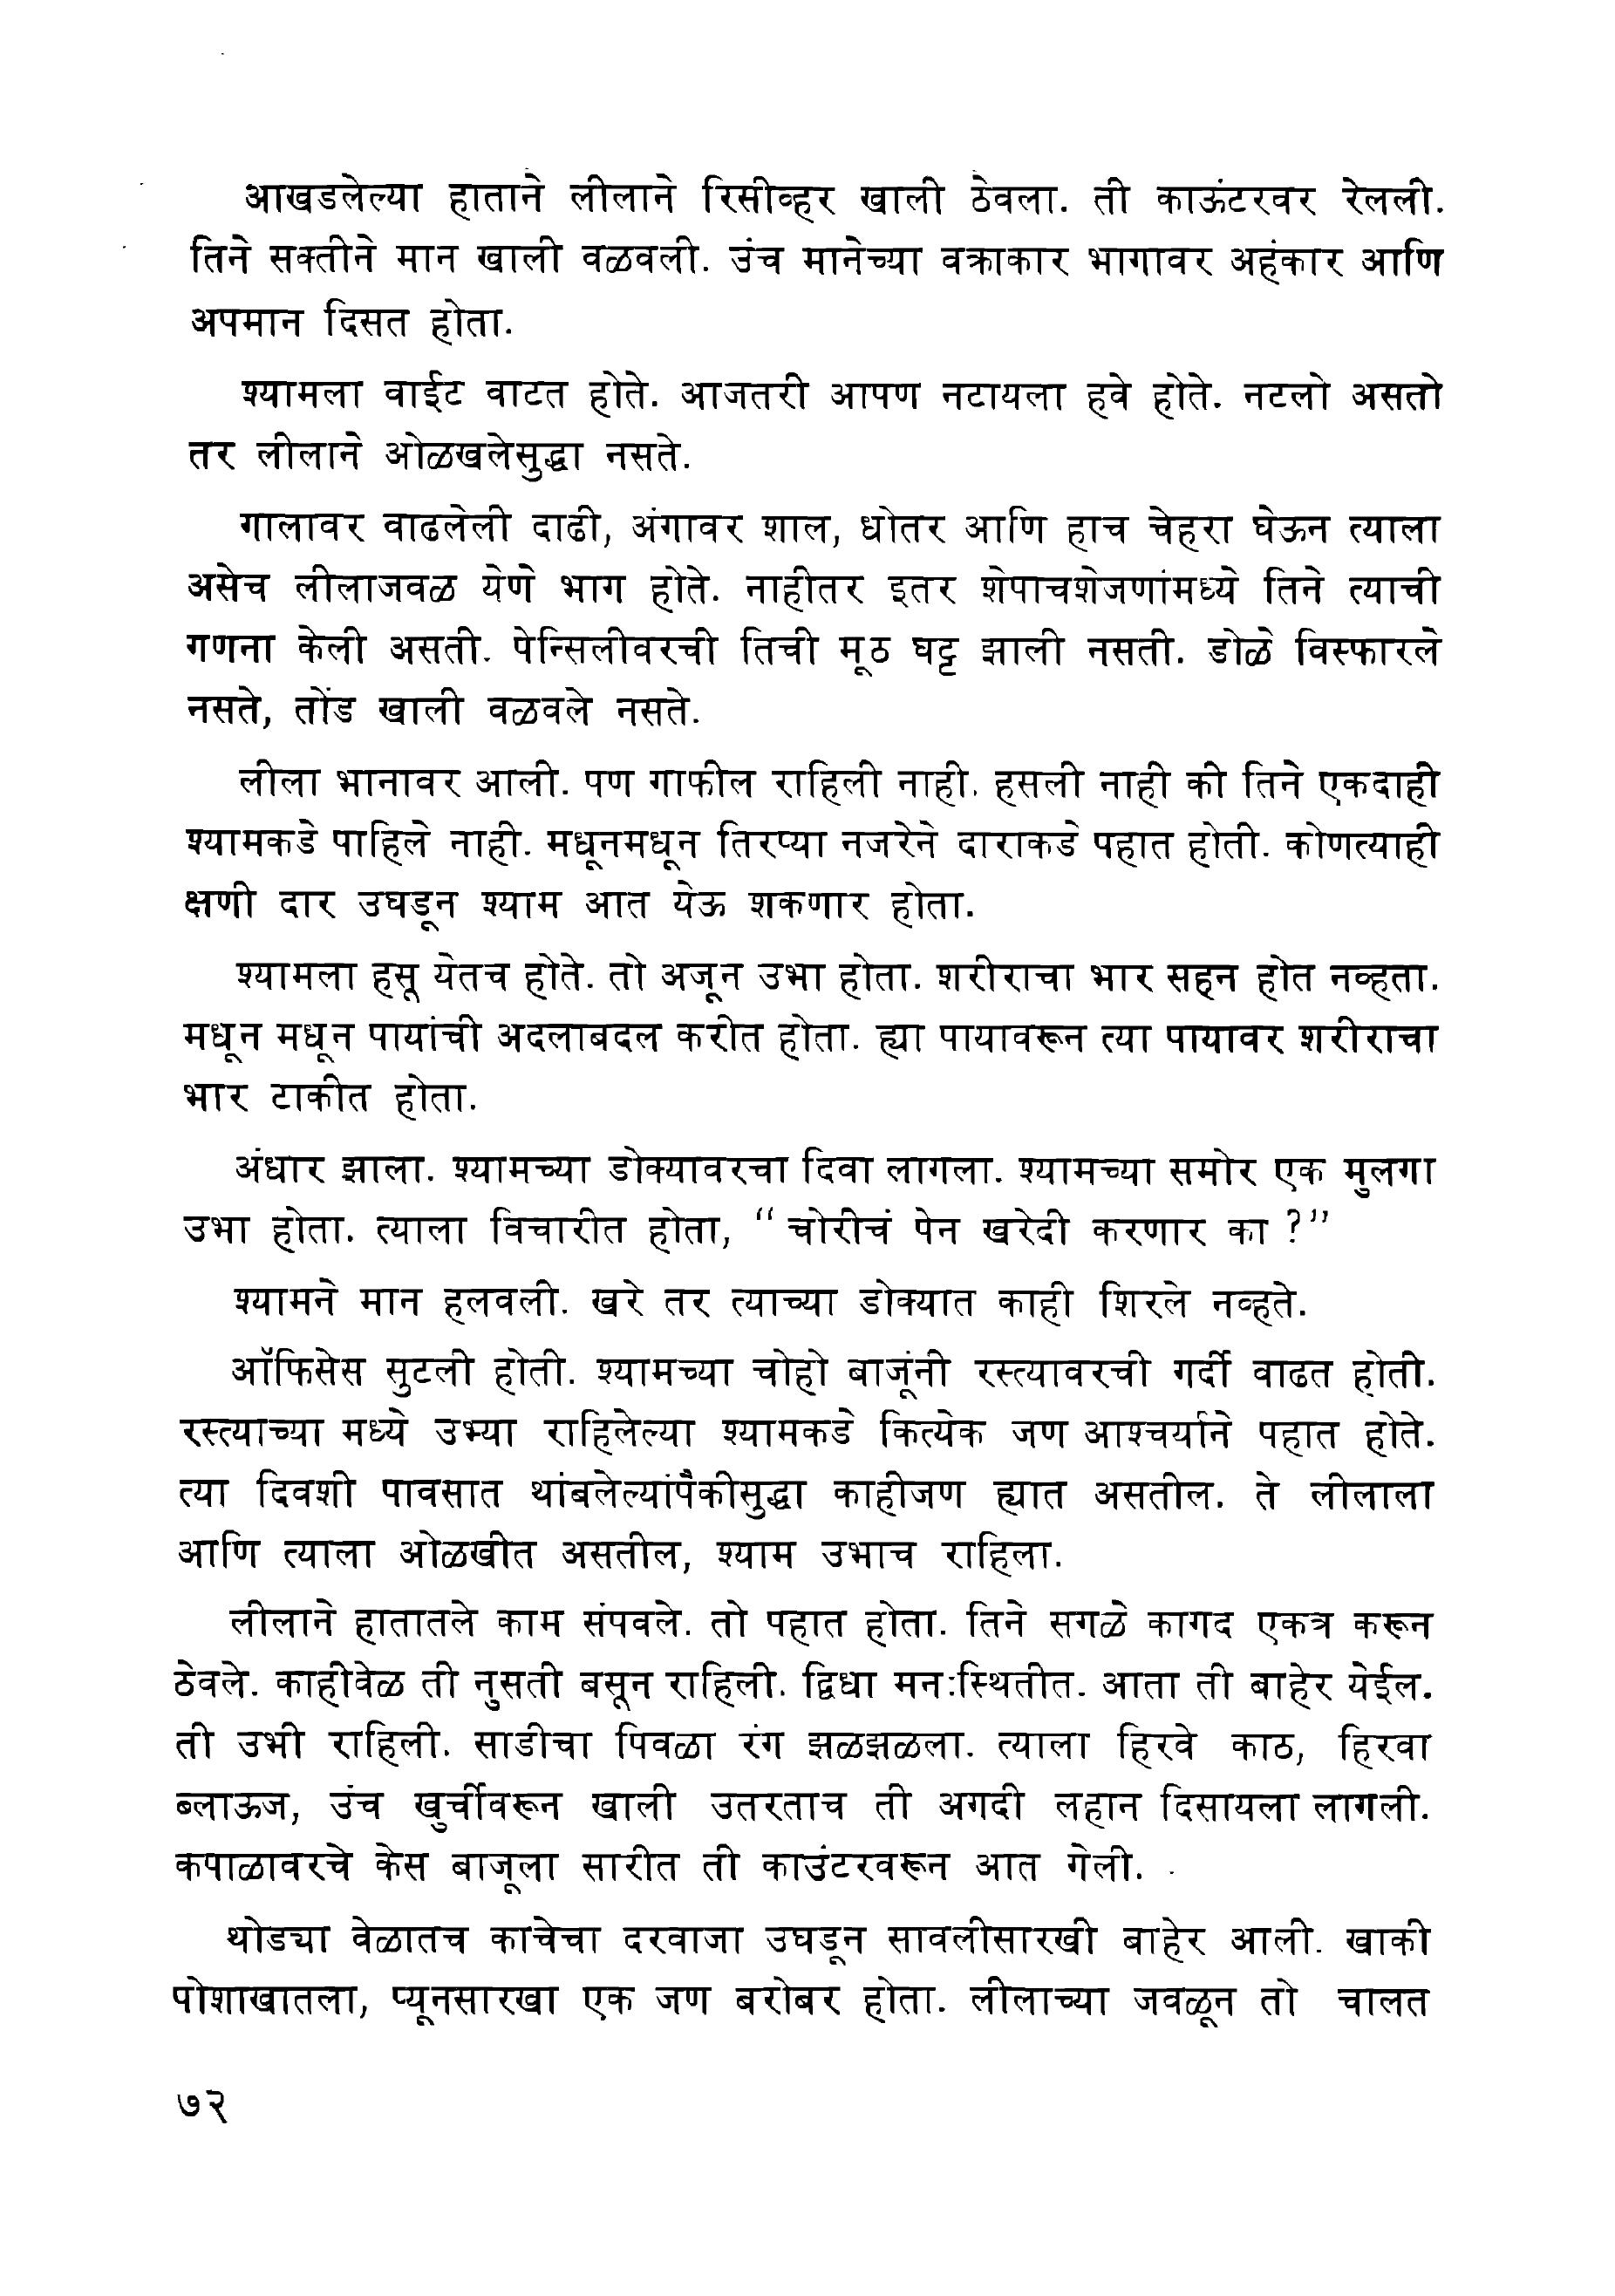 आखडलेल्या हाताने लीलाने रिसीव्हर खाली ठेवला. ती काऊंटरवर रेलली.
तिने सक्तीने मान खाली वळवली. उंच मानेच्या वक्राकार भागावर अहंकार आणि
अपमान दिसत होता.
श्यामला वाईट वाटत होते. आजतरी आपण नटायला हवे होते. नटलो असतो
तर लीलाने ओळखलेसुद्धा नसते.
गालावर वाढलेली दाढी, अंगावर शाल, धोतर आणि हाच चेहरा घेऊन त्याला
असेच लीलाजवळ येणे भाग होते. नाहीतर इतर शेपाचशेजणांमध्ये तिने त्याची
गणना केली असती. पेन्सिलीवरची तिची मूठ घट्ट झाली नसती. डोळे विस्फारले
नसते, तोंड खाली वळवले नसते.
लीला भानावर आली. पण गाफील राहिली नाही. हसली नाही की तिने एकदाही
श्यामकडे पाहिले नाही. मधूनमधून तिरप्या नजरेने दाराकडे पहात होती. कोणत्याही
क्षणी दार उघडून श्याम आत येऊ शकणार होता.
श्यामला हसू येतच होते. तो अजून उभा होता. शरीराचा भार सहन होत नव्हता.
मधून मधून पायांची अदलाबदल करीत होता. ह्या पायावरून त्या पायावर शरीराचा
भार टाकीत होता.
अंधार झाला. श्यामच्या डोक्यावरचा दिवा लागला. श्यामच्या समोर एक मुलगा
उभा होता. त्याला विचारीत होता, “चोरीचं पेन खरेदी करणार का ?”
श्यामने मान हलवली. खरे तर त्याच्या डोक्यात काही शिरले नव्हते.
ऑफिसेस सुटली होती. श्यामच्या चोहो बाजूंनी रस्त्यावरची गर्दी वाढत होती.
रस्त्याच्या मध्ये उभ्या राहिलेल्या श्यामकडे कित्येक जण आश्चर्याने पहात होते.
त्या दिवशी पावसात थांबलेल्यांपैकीसुद्धा काहीजण ह्यात असतील. ते लीलाला
आणि त्याला ओळखीत असतील, श्याम उभाच राहिला.
लीलाने हातातले काम संपवले. तो पहात होता. तिने सगळे कागद एकत्र करून
ठेवले. काहीवेळ ती नुसती बसून राहिली. द्विधा मनःस्थितीत. आता ती बाहेर येईल.
ती उभी राहिली. साडीचा पिवळा रंग झळझळला. त्याला हिरवे काठ, हिरवा
ब्लाऊज, उंच खुर्चीवरून खाली उतरताच ती अगदी लहान दिसायला लागली.
कपाळावरचे केस बाजूला सारीत ती काउंटरवरून आत गेली.
थोड्या वेळातच काचेचा दरवाजा उघडून सावलीसारखी बाहेर आली. खाकी
पोशाखातला, प्यूनसारखा एक जण बरोबर होता. लीलाच्या जवळून तो चालत
७२